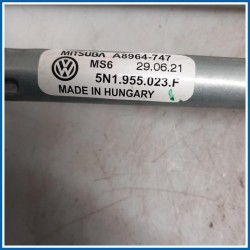 MITSUBA A8964-747
MS6 29.06.21
5N1.955.023.F
MADE IN HUNGARY